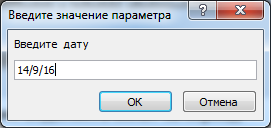 Введите значение параметра
Введите дату
14/9/16
OK
Отмена